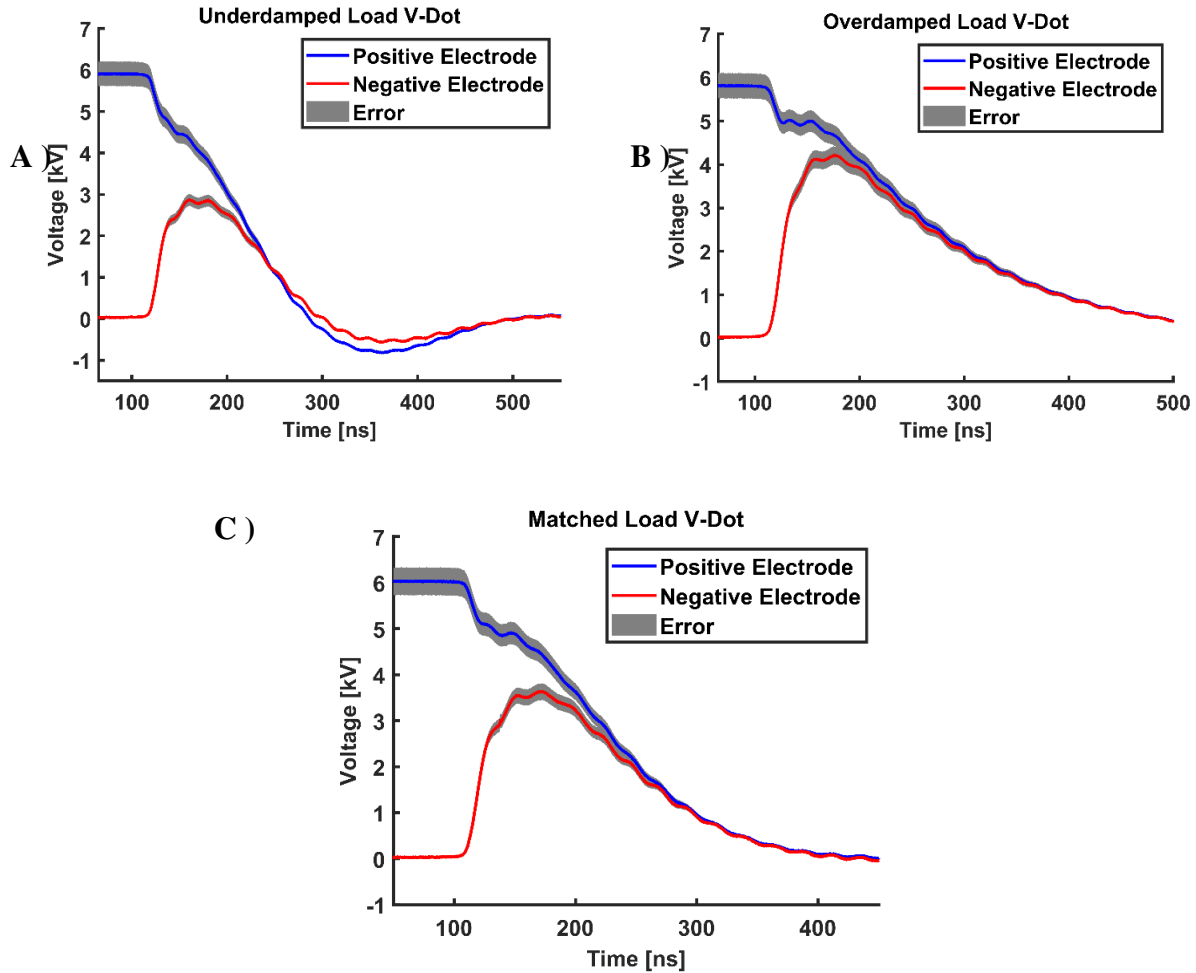 Underdamped Load V-Dot
A )
Voltage [kV]
7
6
5
4
3
2
1
0
-1
Positive Electrode
Negative Electrode
Error
100 200 300 400 500
Time [ns]
Overdamped Load V-Dot
B )
Voltage [kV]
7
6
5
4
3
2
1
0
-1
Positive Electrode
Negative Electrode
Error
100 200 300 400 500
Time [ns]
C )
Matched Load V-Dot
Voltage [kV]
7
6
5
4
3
2
1
0
-1
Positive Electrode
Negative Electrode
Error
100 200 300 400
Time [ns]